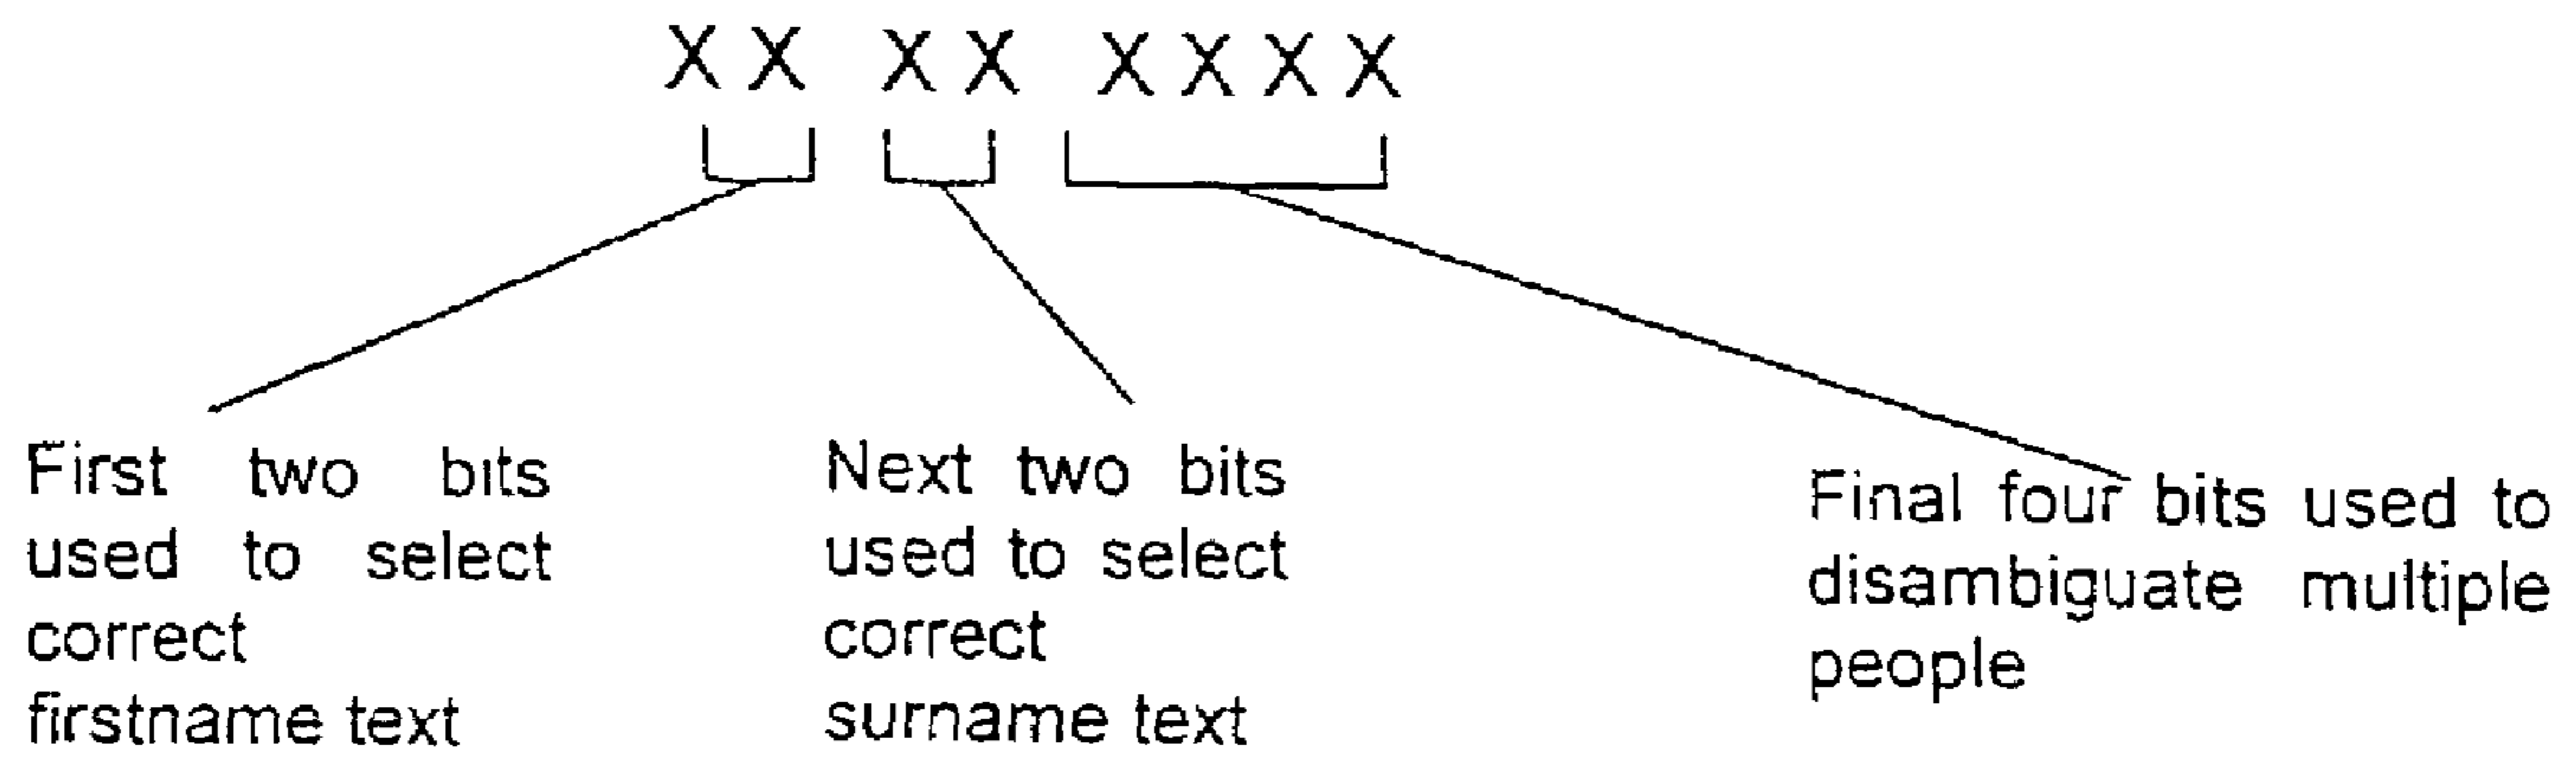 XX XX XXXX
First two bits
used to select
correct
firstname text
Next two bits
used to select
correct
surname text
Final four bits used to
disambiguate multiple
people